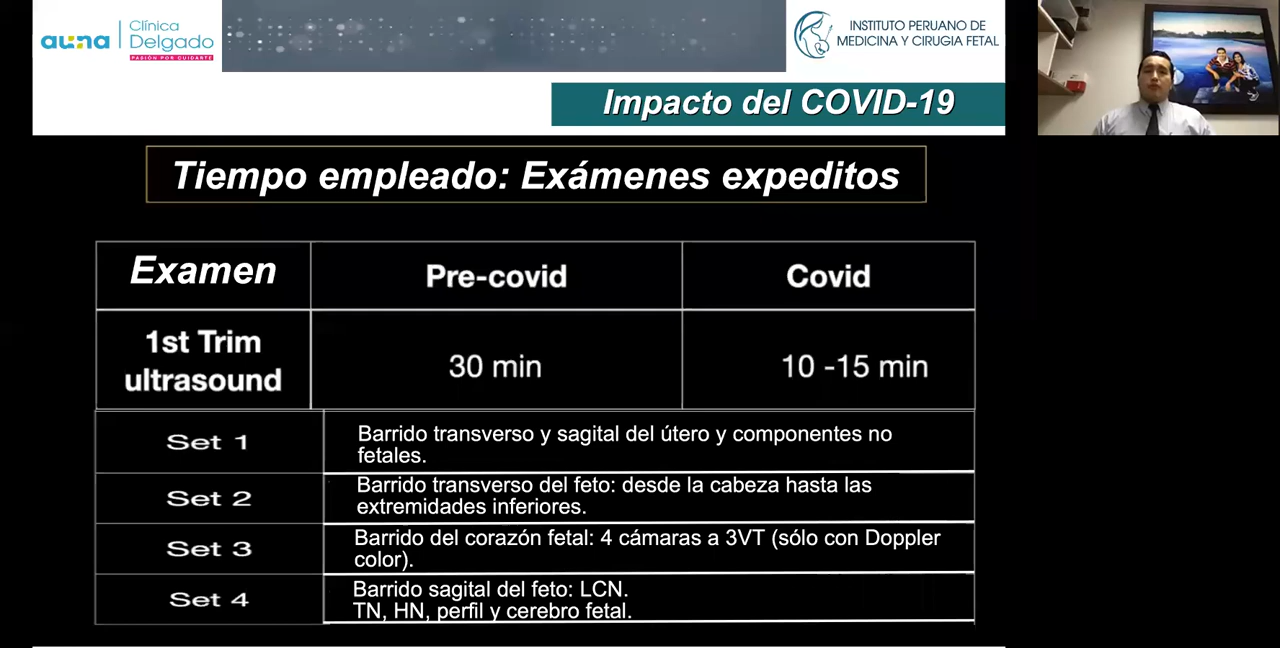 auna
Clínica
Delgado
PASIÓN POR CUIDARTE
INSTITUTO PERUANO DE
MEDICINA Y CIRUGIA FETAL
Impacto del COVID-19
Tiempo empleado: Exámenes expeditos
Examen Pre-covid Covid
1st Trim
ultrasound
30 min 10 -15 min
Set 1
Barrido transverso y sagital del útero y componentes no
fetales.
Set 2
Barrido transverso del feto: desde la cabeza hasta las
extremidades inferiores.
Set 3
Barrido del corazón fetal: 4 cámaras a 3VT (sólo con Doppler
color).
Set 4
Barrido sagital del feto: LCN.
TN, HN, perfil y cerebro fetal.